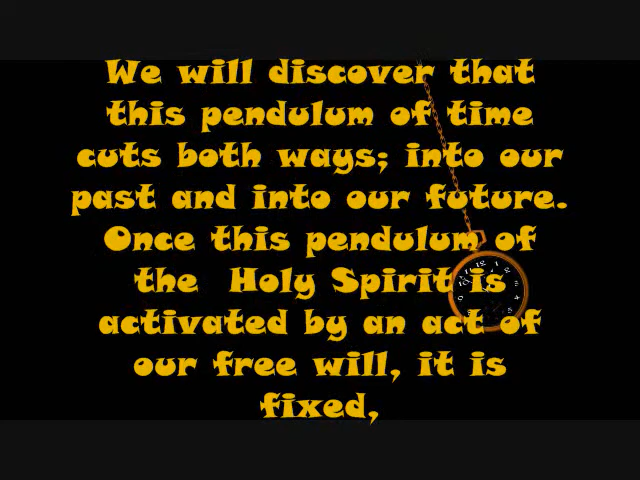 We will discover that
this pendulum of time
cuts both ways; into our
past and into our future.
Once this pendulum of
the Holy Spirit is
activated by an act of
our free will, it is
fixed,